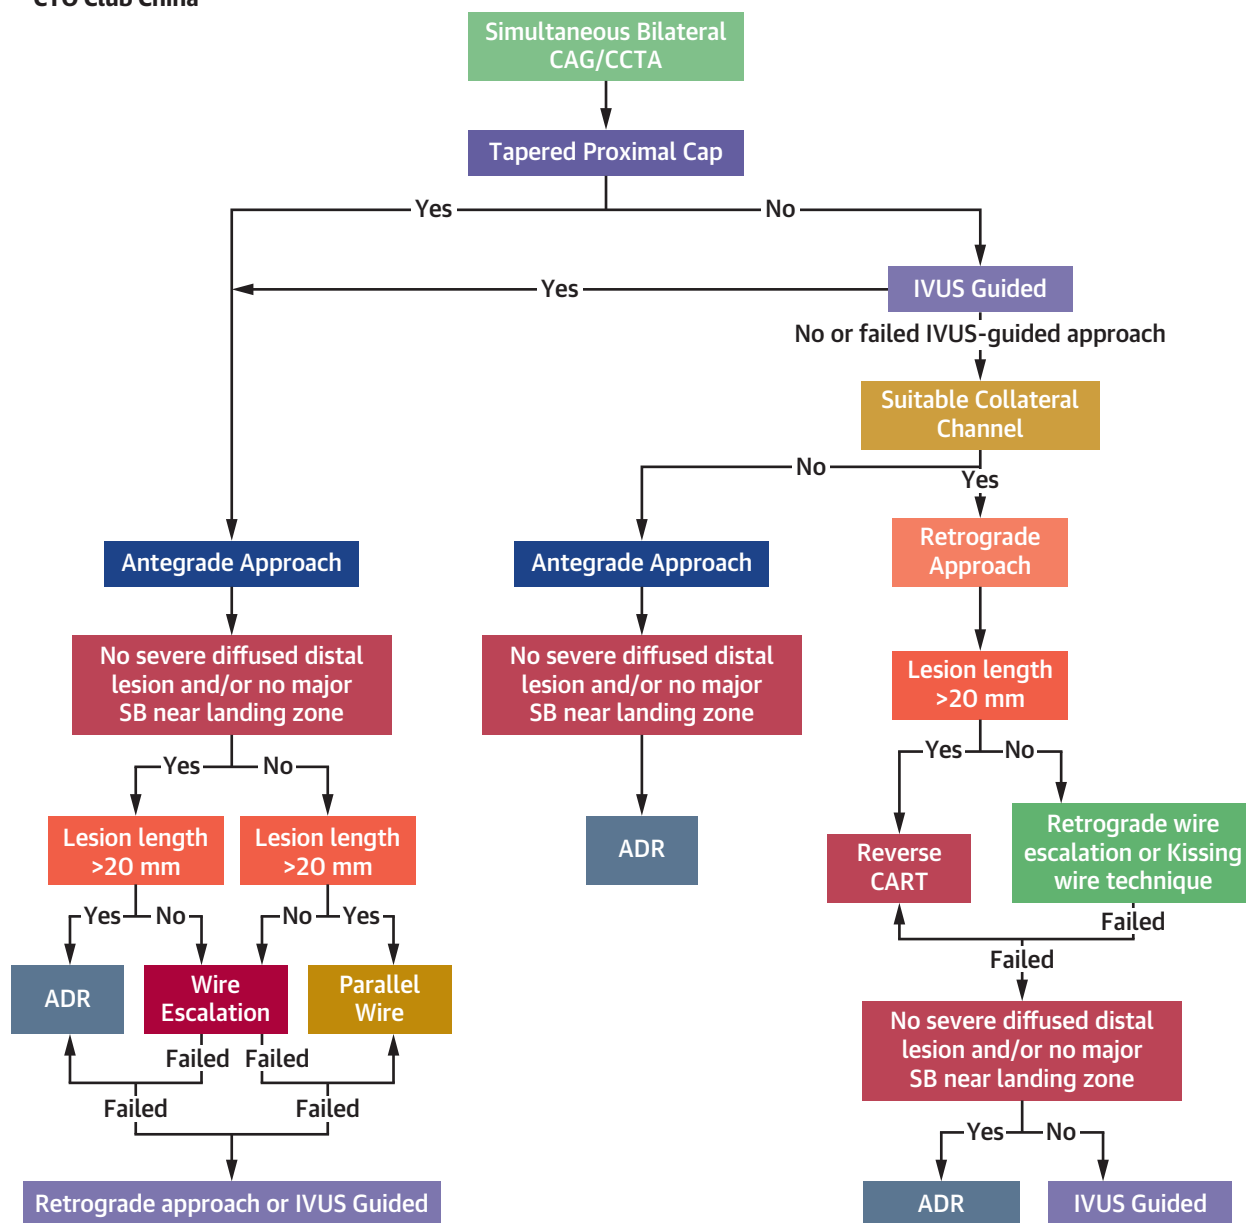 CTO Club China
Simultaneous Bilateral
CAG/CCTA
Tapered Proximal Cap
Yes
No
IVUS Guided
Yes
No or failed IVUS-guided approach
Suitable Collateral
Channel
No
Yes
Antegrade Approach
Antegrade Approach
Retrograde
Approach
No severe diffused distal
lesion and/or no major
SB near landing zone
No severe diffused distal
lesion and/or no major
SB near landing zone
Lesion length
>20 mm
Yes
No
Yes
No
Lesion length
>20 mm
Lesion length
>20 mm
ADR
Reverse
CART
Retrograde wire
escalation or Kissing
wire technique
Yes
No
No
Yes
Failed
Failed
ADR
Wire
Escalation
Parallel
Wire
No severe diffused distal
lesion and/or no major
SB near landing zone
Failed
Failed
Failed
Failed
Yes
No
Retrograde approach or IVUS Guided
ADR
IVUS Guided